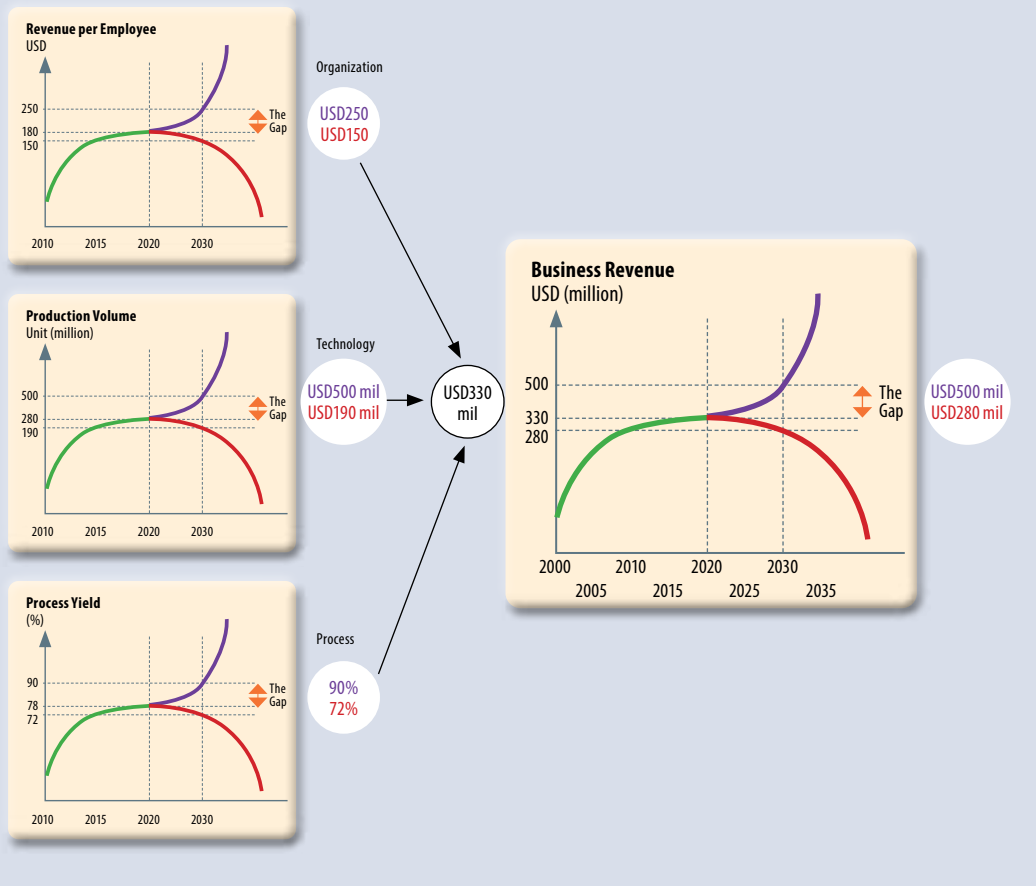 Revenue per Employee
USD
250
180
150
The
Gap
2010 2015 2020 2030
Organization
USD250
USD150
Production Volume
Unit (million)
500
280
190
The
Gap
2010 2015 2020 2030
Technology
USD500 mil
USD190 mil
USD330
mil
Process Yield
(%)
90
78
72
The
Gap
2010 2015 2020 2030
Process
90%
72%
Business Revenue
USD (million)
500
330
280
The
Gap
2000 2010 2020 2030
2005 2015 2025 2035
USD500 mil
USD280 mil